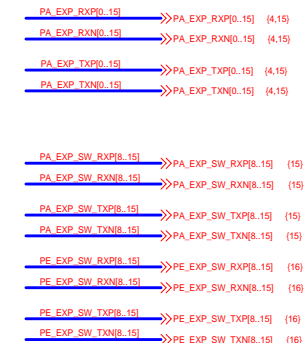 PA_EXP_RXP[0..15] PA_EXP_RXP[0..15] {4,15}
PA_EXP_RXN[0..15] PA_EXP_RXN[0..15] {4,15}
PA_EXP_TXP[0..15] PA_EXP_TXP[0..15] {4,15}
PA_EXP_TXN[0..15] PA_EXP_TXN[0..15] {4,15}
PA_EXP_SW_RXP[8..15] PA_EXP_SW_RXP[8..15] {15}
PA_EXP_SW_RXN[8..15] PA_EXP_SW_RXN[8..15] {15}
PA_EXP_SW_TXP[8..15] PA_EXP_SW_TXP[8..15] {15}
PA_EXP_SW_TXN[8..15] PA_EXP_SW_TXN[8..15] {15}
PE_EXP_SW_RXP[8..15] PE_EXP_SW_RXP[8..15] {16}
PE_EXP_SW_RXN[8..15] PE_EXP_SW_RXN[8..15] {16}
PE_EXP_SW_TXP[8..15] PE_EXP_SW_TXP[8..15] {16}
PE_EXP_SW_TXN[8..15] PE_EXP_SW_TXN[8..15] {16}